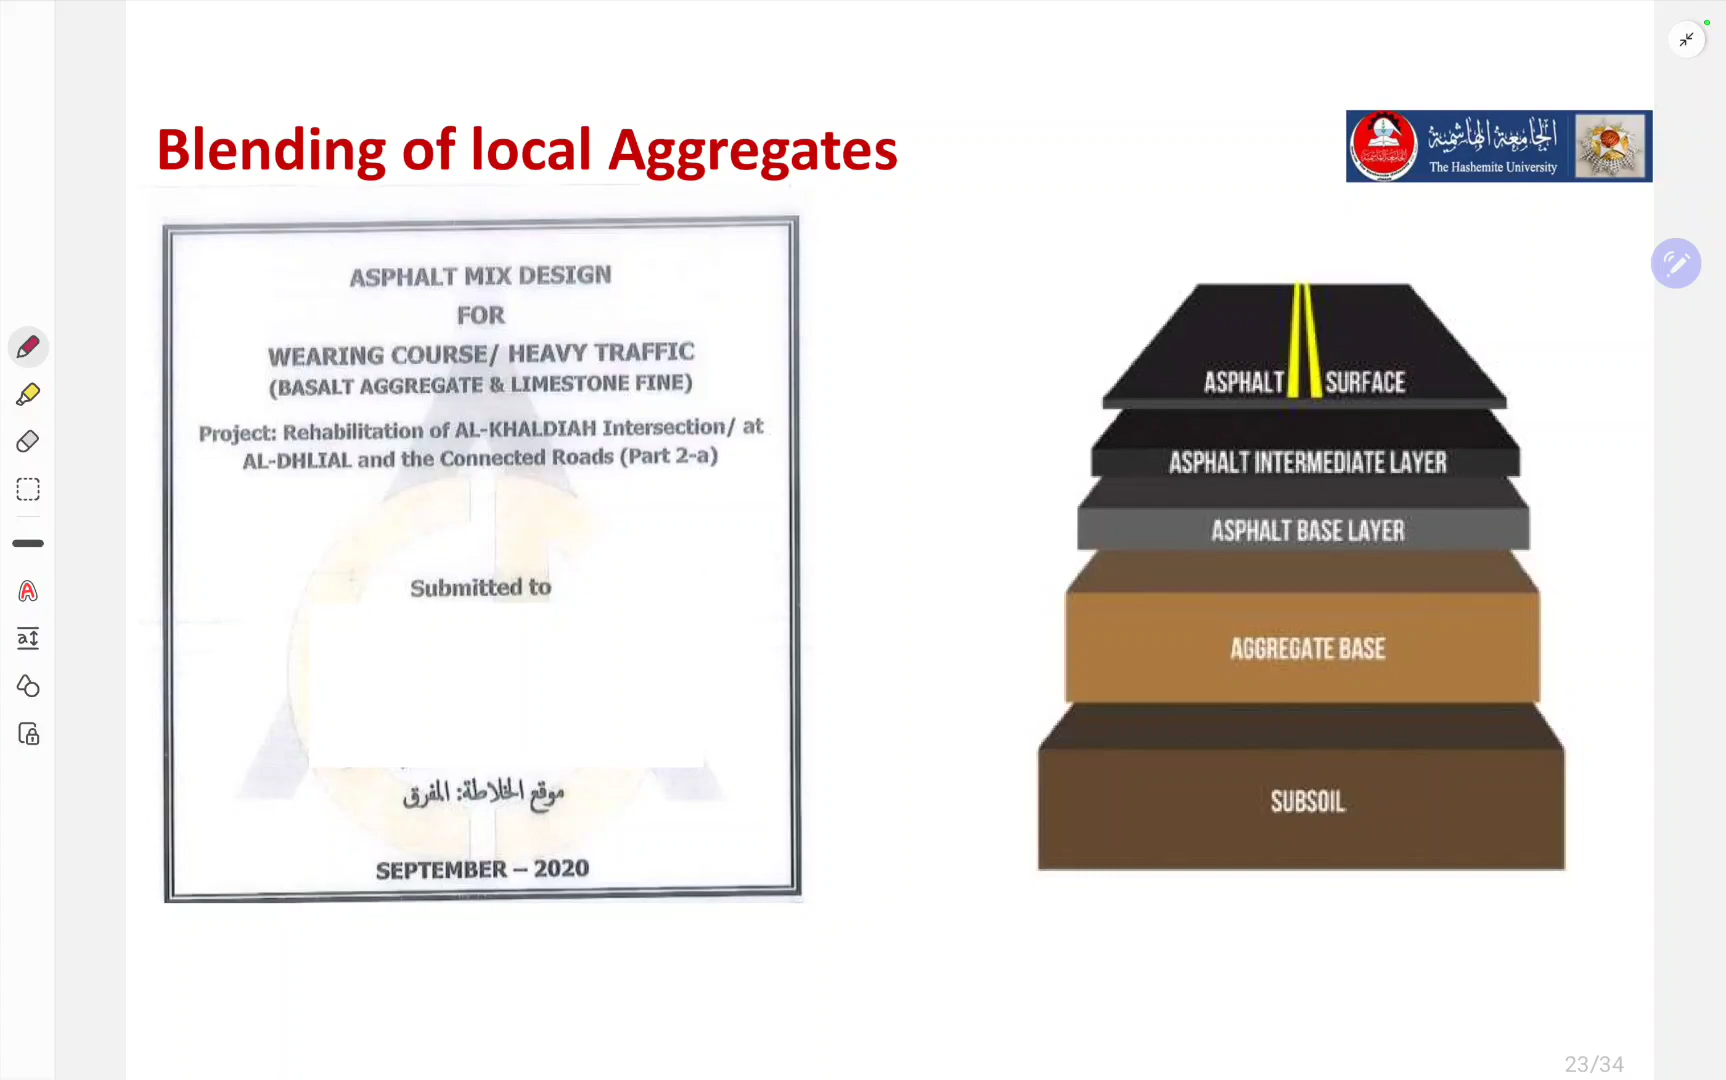 Blending of local Aggregates
الجامعة الهاشمية
The Hashemite University
ASPHALT MIX DESIGN
FOR
WEARING COURSE/ HEAVY TRAFFIC
(BASALT AGGREGATE & LIMESTONE FINE)
Project: Rehabilitation of AL-KHALDIAH Intersection/ at
AL-DHLIAL and the Connected Roads (Part 2-a)
Submitted to
موقع الخلاطة: المفرق
SEPTEMBER – 2020
ASPHALT SURFACE
ASPHALT INTERMEDIATE LAYER
ASPHALT BASE LAYER
AGGREGATE BASE
SUBSOIL
23/34